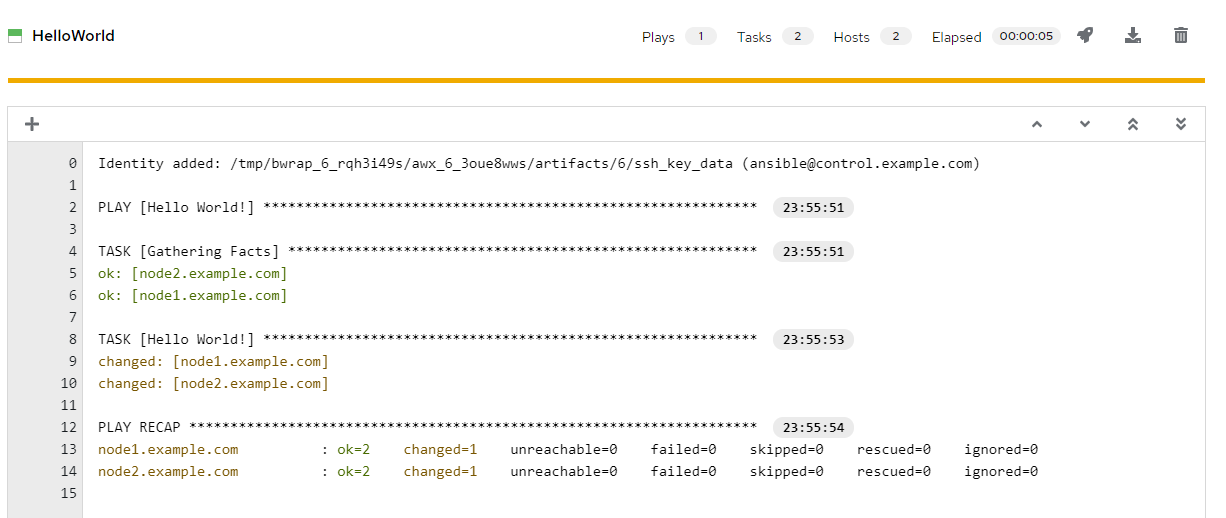 HelloWorld
Plays 1 Tasks 2 Hosts 2 Elapsed 00:00:05
0 Identity added: /tmp/bwrap_6_rqh3i49s/awx_6_3oue8wws/artifacts/6/ssh_key_data (ansible@control.example.com)
1
2 PLAY [Hello World!] ************************************************************ 23:55:51
3
4 TASK [Gathering Facts] ********************************************************* 23:55:51
5 ok: [node2.example.com]
6 ok: [node1.example.com]
7
8 TASK [Hello World!] ************************************************************ 23:55:53
9 changed: [node1.example.com]
10 changed: [node2.example.com]
11
12 PLAY RECAP ********************************************************************* 23:55:54
13 node1.example.com : ok=2 changed=1 unreachable=0 failed=0 skipped=0 rescued=0 ignored=0
14 node2.example.com : ok=2 changed=1 unreachable=0 failed=0 skipped=0 rescued=0 ignored=0
15